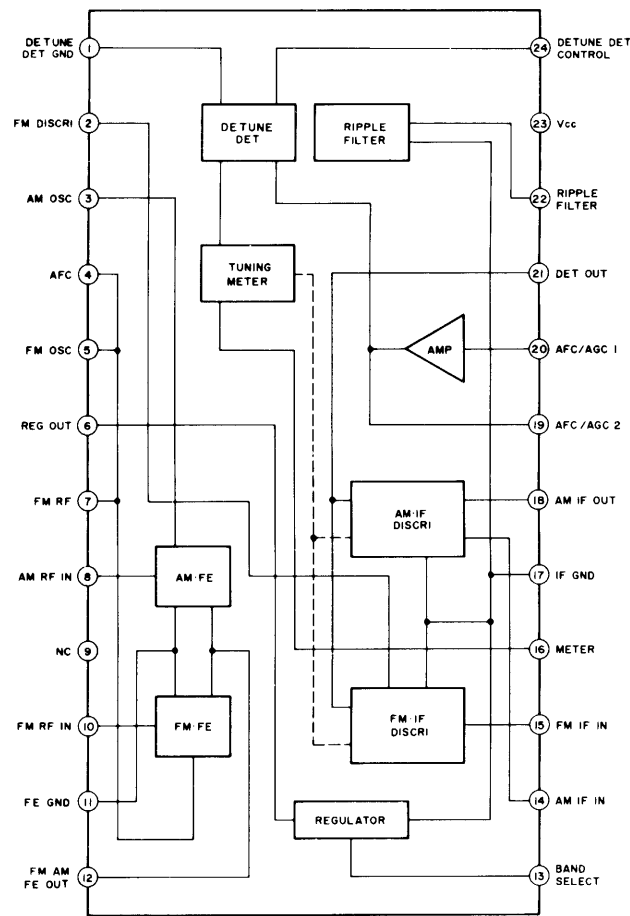 DETUNE
DET GND
1
FM DISCRI
2
AM OSC
3
AFC
4
FM OSC
5
REG OUT
6
FM RF
7
AM RF IN
8
NC
9
FM RF IN
10
FE GND
11
FM AM
FE OUT
12
DETUNE
DET
RIPPLE
FILTER
TUNING
METER
AMP
AM·IF
DISCRI
AM·FE
FM·FE
FM·IF
DISCRI
REGULATOR
24
DETUNE DET
CONTROL
23
Vcc
22
RIPPLE
FILTER
21
DET OUT
20
AFC/AGC 1
19
AFC/AGC 2
18
AM IF OUT
17
IF GND
16
METER
15
FM IF IN
14
AM IF IN
13
BAND
SELECT